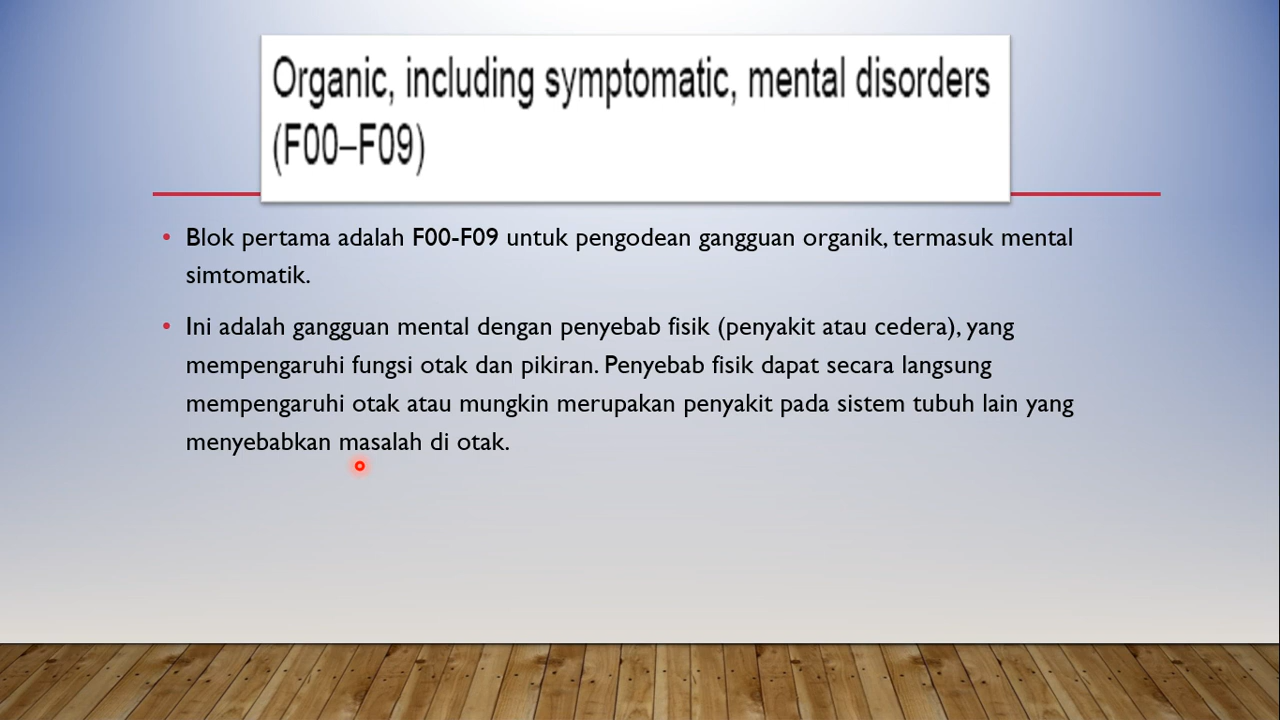 Organic, including symptomatic, mental disorders
(F00–F09)
• Blok pertama adalah F00-F09 untuk pengodean gangguan organik, termasuk mental
simtomatik.
• Ini adalah gangguan mental dengan penyebab fisik (penyakit atau cedera), yang
mempengaruhi fungsi otak dan pikiran. Penyebab fisik dapat secara langsung
mempengaruhi otak atau mungkin merupakan penyakit pada sistem tubuh lain yang
menyebabkan masalah di otak.